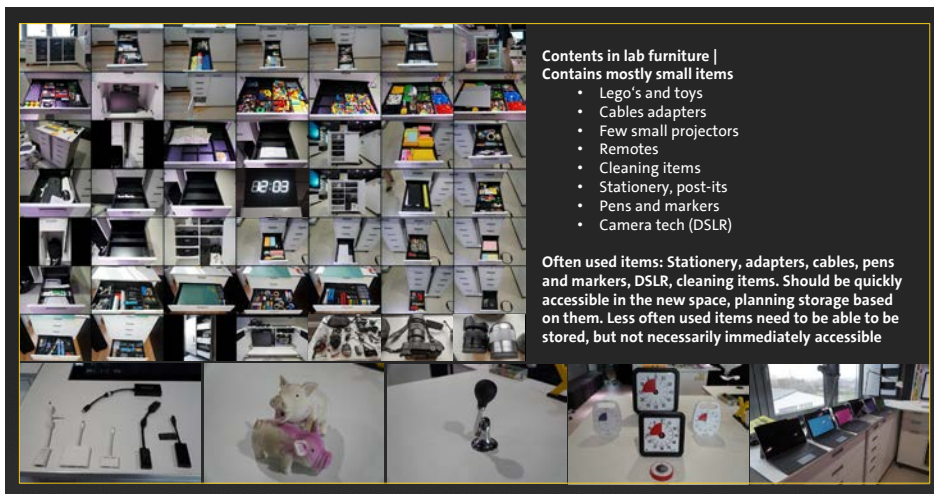 Contents in lab furniture |
Contains mostly small items
• Lego's and toys
• Cables adapters
• Few small projectors
• Remotes
• Cleaning items
• Stationery, post-its
• Pens and markers
• Camera tech (DSLR)
Often used items: Stationery, adapters, cables, pens
and markers, DSLR, cleaning items. Should be quickly
accessible in the new space, planning storage based
on them. Less often used items need to be able to be
stored, but not necessarily immediately accessible
12:03